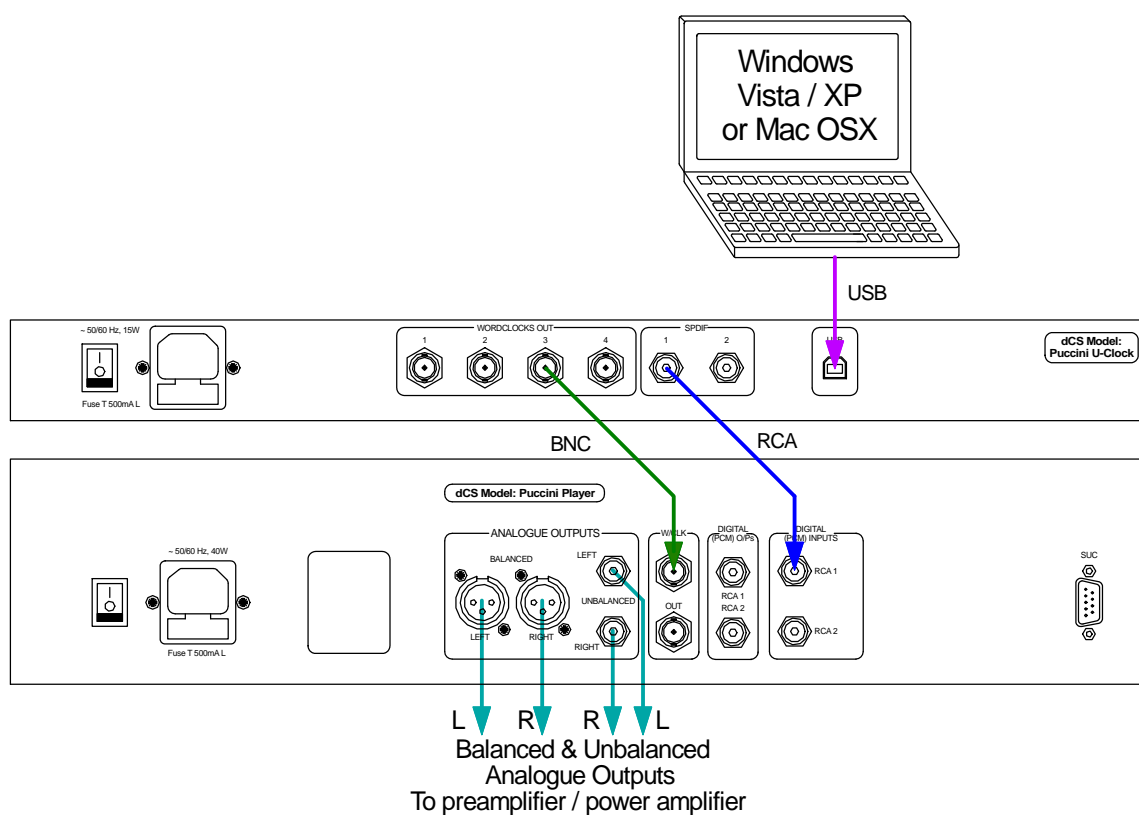 Windows
Vista / XP
or Mac OSX
USB
~ 50/60 Hz, 15W
Fuse T 500mA L
WORDCLOCKS OUT
1 2 3 4
SPDIF
1 2
USB
dCS Model:
Puccini U-Clock
BNC
RCA
dCS Model: Puccini Player
~ 50/60 Hz, 40W
Fuse T 500mA L
ANALOGUE OUTPUTS
BALANCED
LEFT
RIGHT
LEFT
UNBALANCED
RIGHT
W/CLK
OUT
DIGITAL
(PCM) O/Ps
RCA 1
RCA 2
DIGITAL
(PCM) INPUTS
RCA 1
RCA 2
SUC
L R R L
Balanced & Unbalanced
Analogue Outputs
To preamplifier / power amplifier